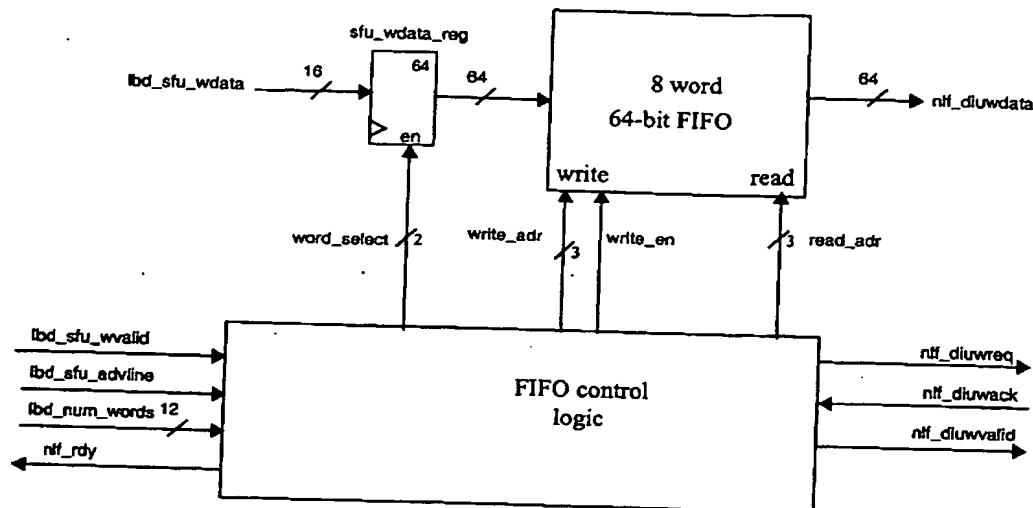 sfu_wdata_reg
lbd_sfu_wdata
16
64
64
en
8 word
64-bit FIFO
write
read
64
nlf_diuwdata
word_select
2
write_adr
3
write_en
3
read_adr
lbd_sfu_wvalid
lbd_sfu_advline
lbd_num_words
12
nlf_rdy
FIFO control
logic
nlf_diuwreq
nlf_diuwack
nlf_diuwvalid